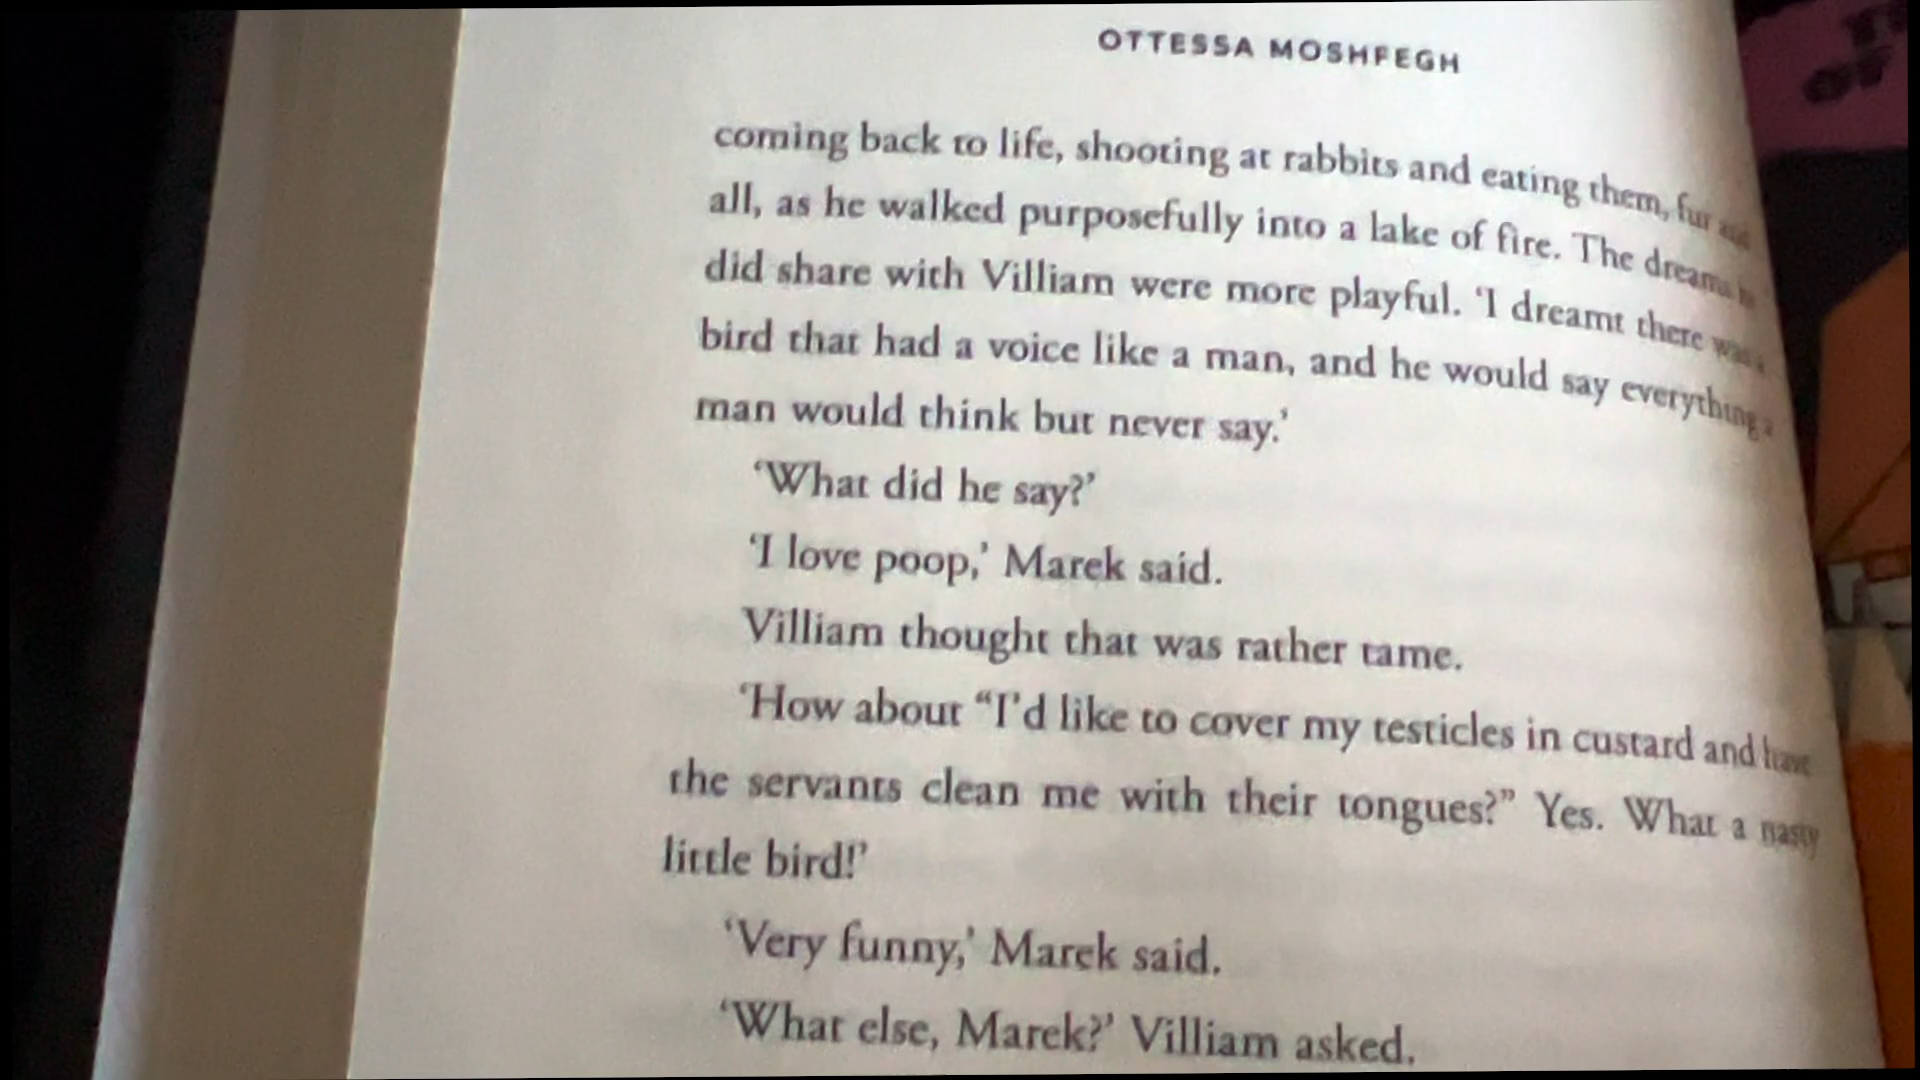 OTTESSA MOSHFEGH
coming back to life, shooting at rabbits and eating them, fur and
all, as he walked purposefully into a lake of fire. The dreams he
did share with Villiam were more playful. ‘I dreamt there was a
bird that had a voice like a man, and he would say everything a
man would think but never say.’
‘What did he say?’
‘I love poop,’ Marek said.
Villiam thought that was rather tame.
‘How about “I’d like to cover my testicles in custard and have
the servants clean me with their tongues?” Yes. What a nasty
little bird!’
‘Very funny,’ Marek said.
‘What else, Marek?’ Villiam asked.
OF